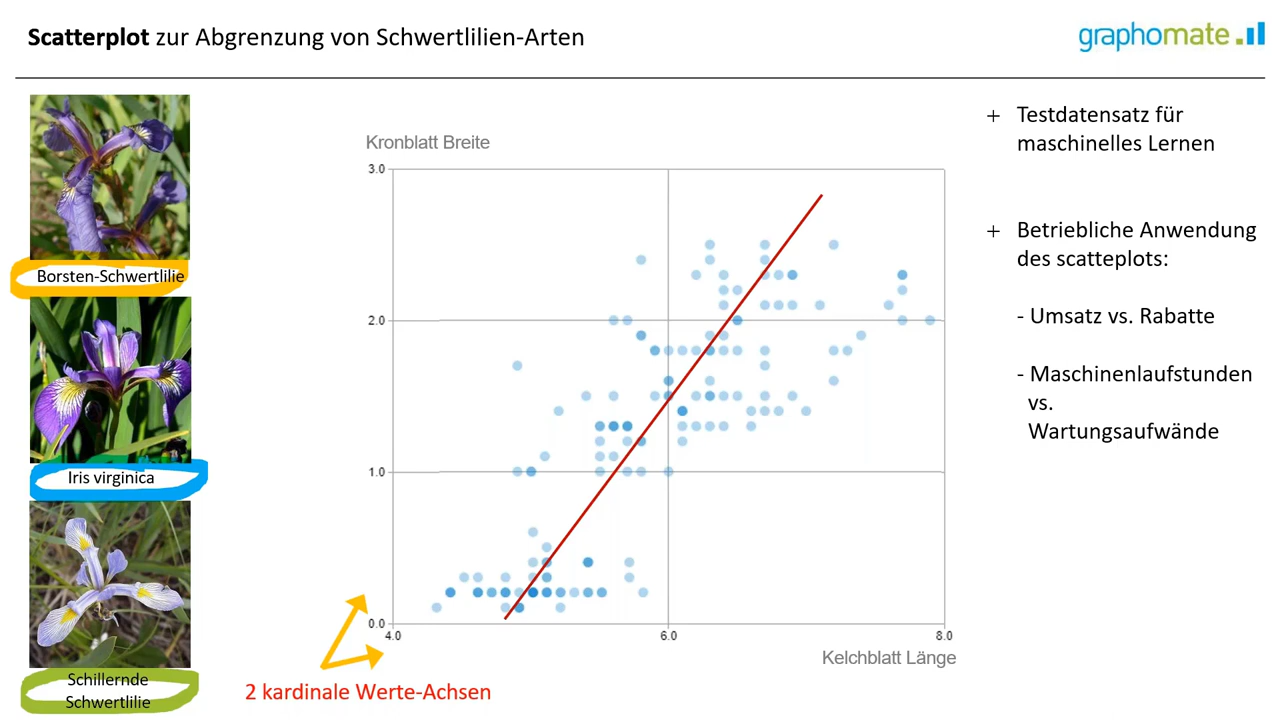 Scatterplot zur Abgrenzung von Schwertlilien-Arten
graphomate
Borsten-Schwertlilie
Iris virginica
Schillernde
Schwertlilie
Kronblatt Breite
3.0
2.0
1.0
0.0
4.0
6.0
8.0
Kelchblatt Länge
2 kardinale Werte-Achsen
+ Testdatensatz für
maschinelles Lernen
+ Betriebliche Anwendung
des scatteplots:
- Umsatz vs. Rabatte
- Maschinenlaufstunden
vs.
Wartungsaufwände